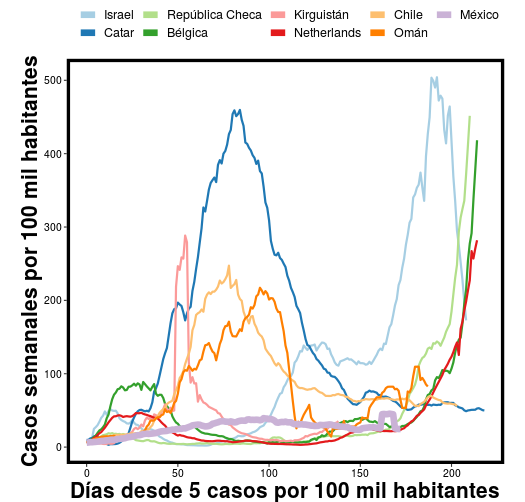 Israel República Checa Kirguistán Chile México
Catar Bélgica Netherlands Omán
Casos semanales por 100 mil habitantes
500
400
300
200
100
0
0 50 100 150 200
Días desde 5 casos por 100 mil habitantes